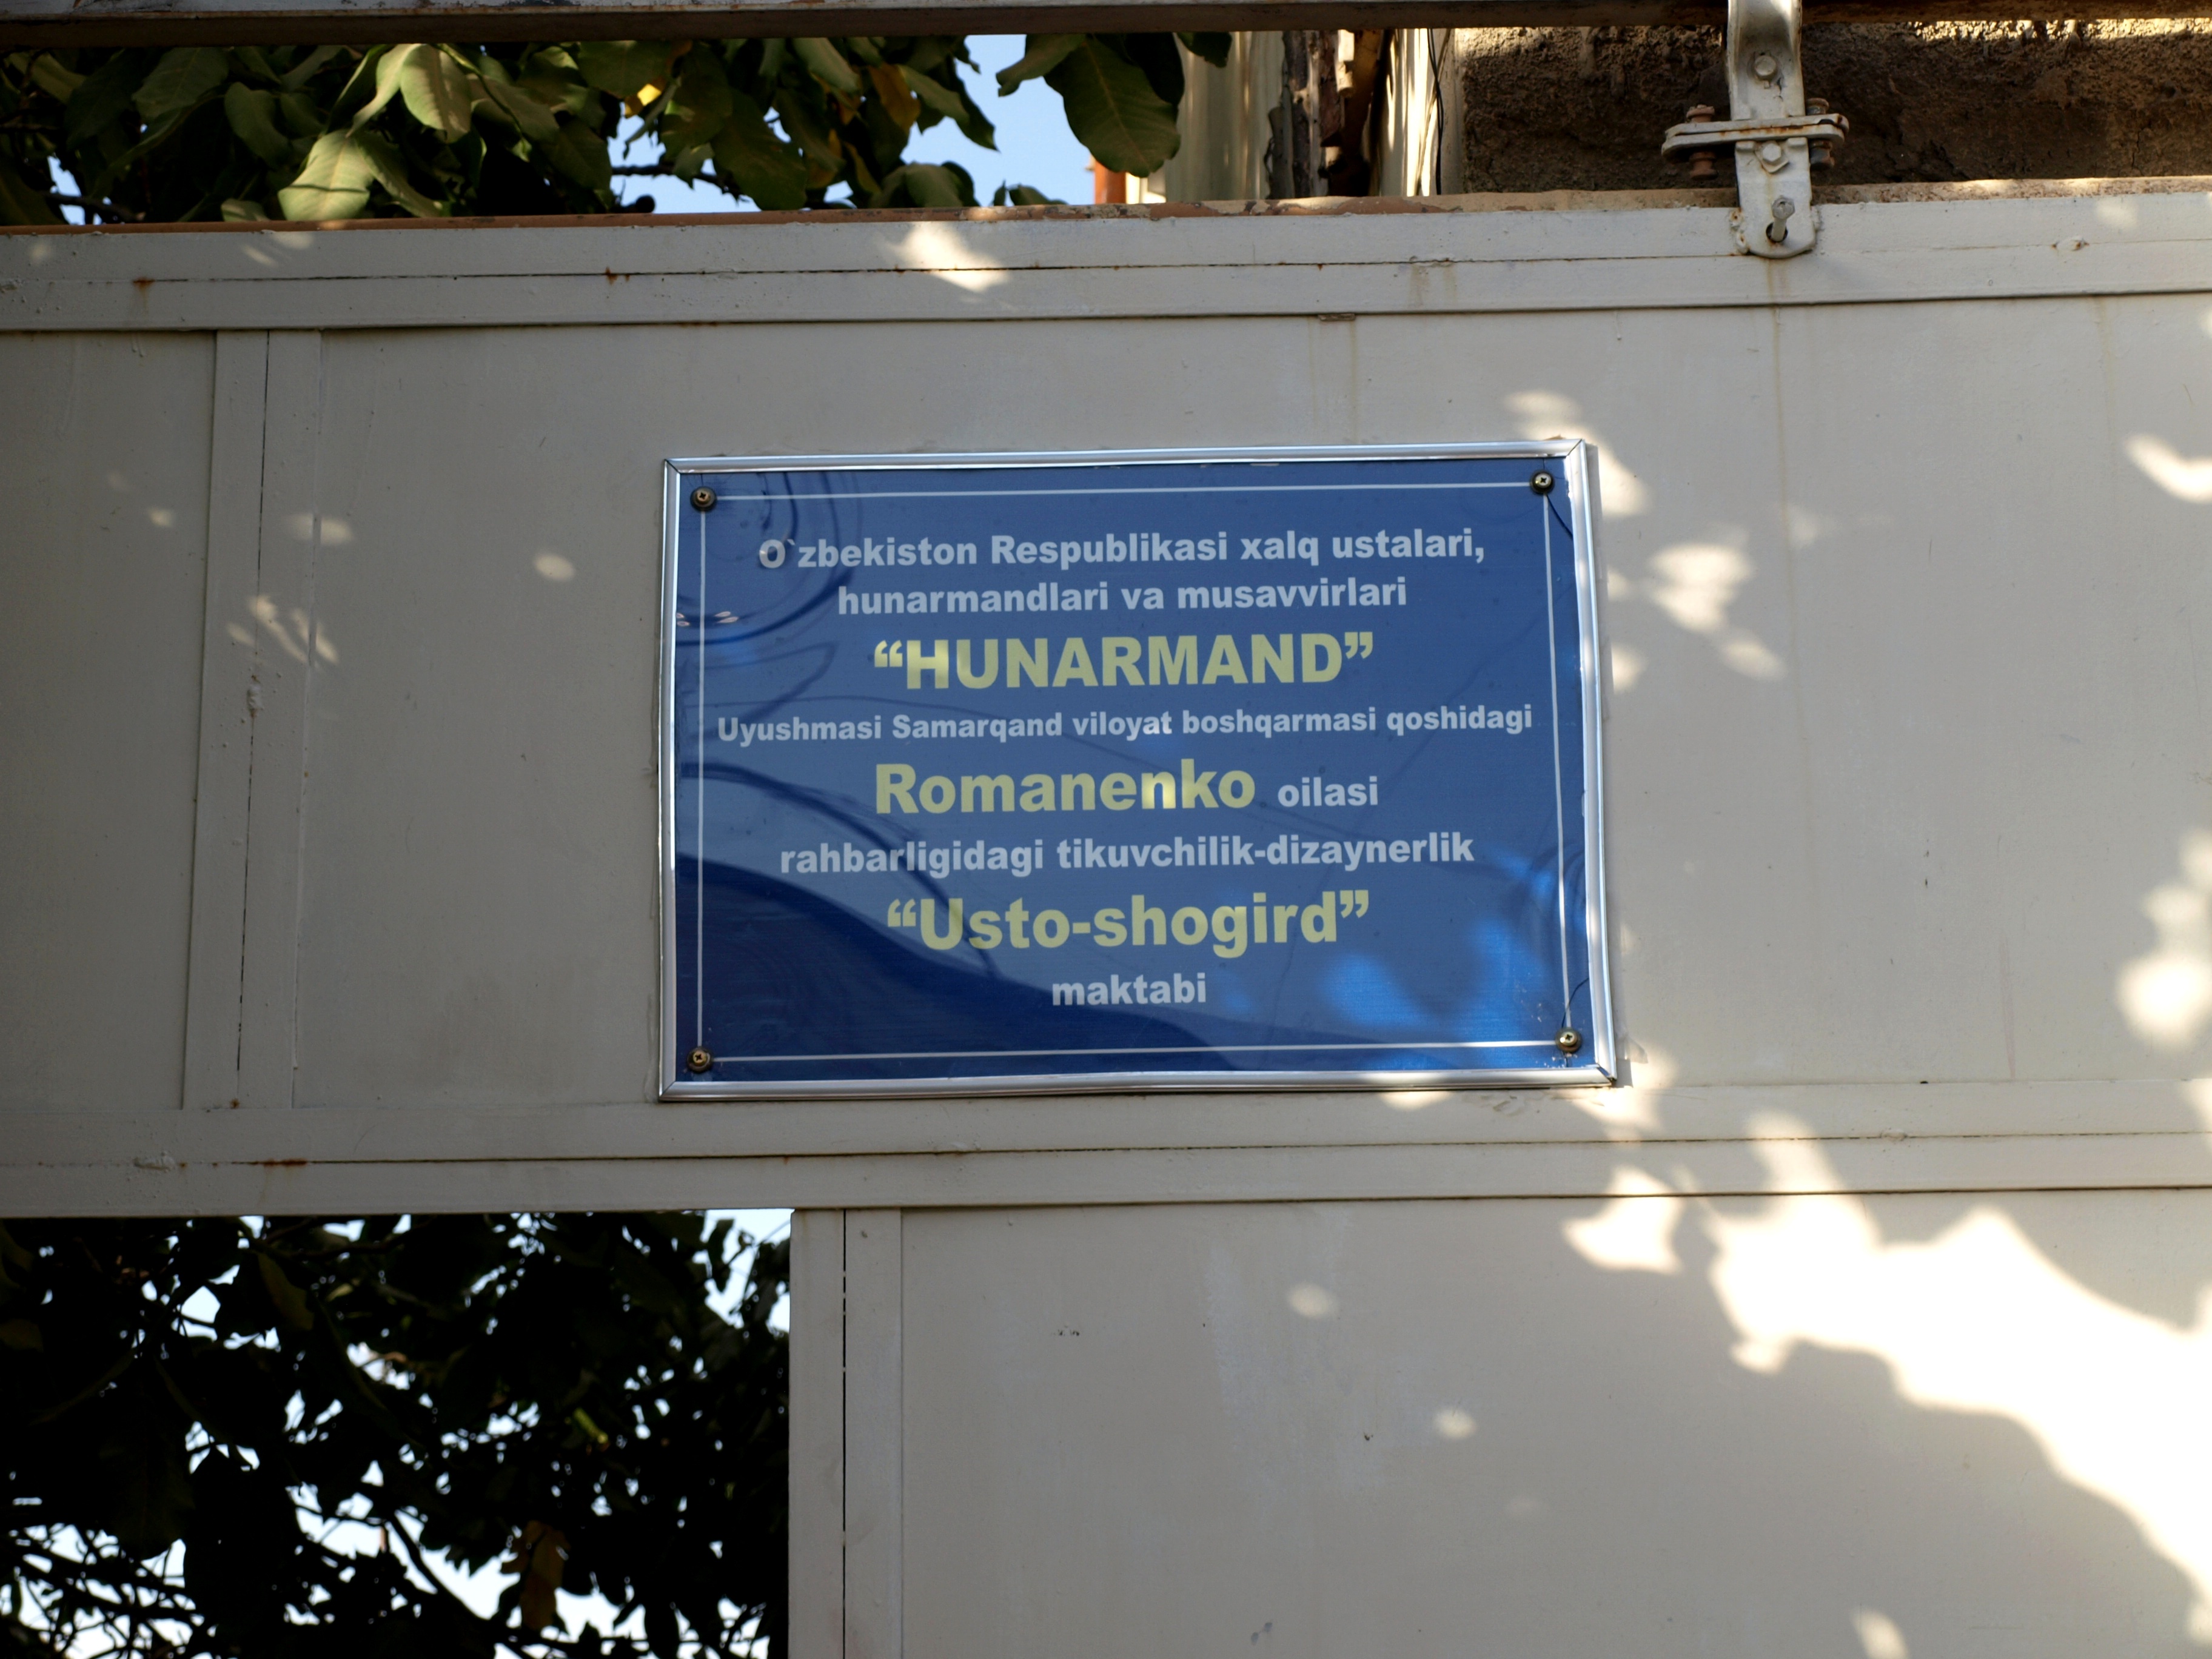 O`zbekiston Respublikasi xalq ustalari,
hunarmandlari va musavvirlari
“HUNARMAND”
Uyushmasi Samarqand viloyat boshqarmasi qoshidagi
Romanenko oilasi
rahbarligidagi tikuvchilik-dizaynerlik
“Usto-shogird”
maktabi